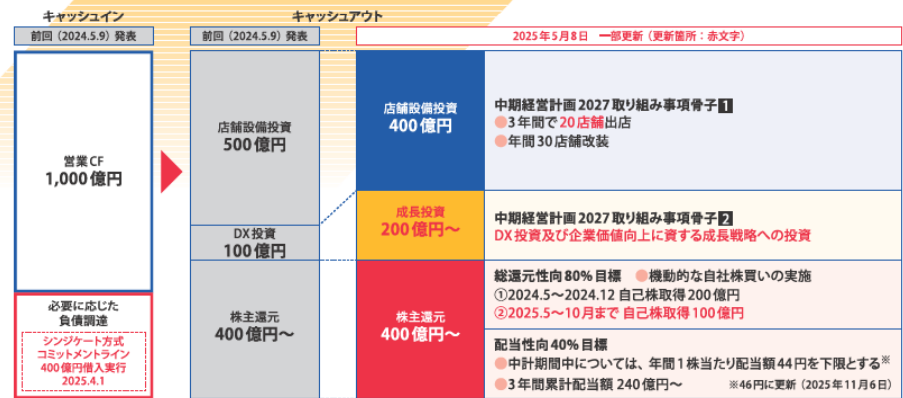 キャッシュイン
キャッシュアウト
前回（2024.5.9）発表
前回（2024.5.9）発表
2025年5月8日　一部更新（更新箇所：赤文字）
営業CF
1,000億円
必要に応じた
負債調達
シンジケート方式
コミットメントライン
400億円借入実行
2025.4.1
店舗設備投資
500億円
DX投資
100億円
株主還元
400億円～
店舗設備投資
400億円
成長投資
200億円～
株主還元
400億円～
中期経営計画2027取り組み事項骨子1
●3年間で20店舗出店
●年間30店舗改装
中期経営計画2027取り組み事項骨子2
DX投資及び企業価値向上に資する成長戦略への投資
総還元性向80%目標　●機動的な自社株買いの実施
①2024.5～2024.12 自己株取得200億円
②2025.5～10月まで 自己株取得100億円
配当性向40%目標
●中計期間中については、年間1株当たり配当額44円を下限とする※
●3年累計配当額240億円～　※46円に更新（2025年11月6日）